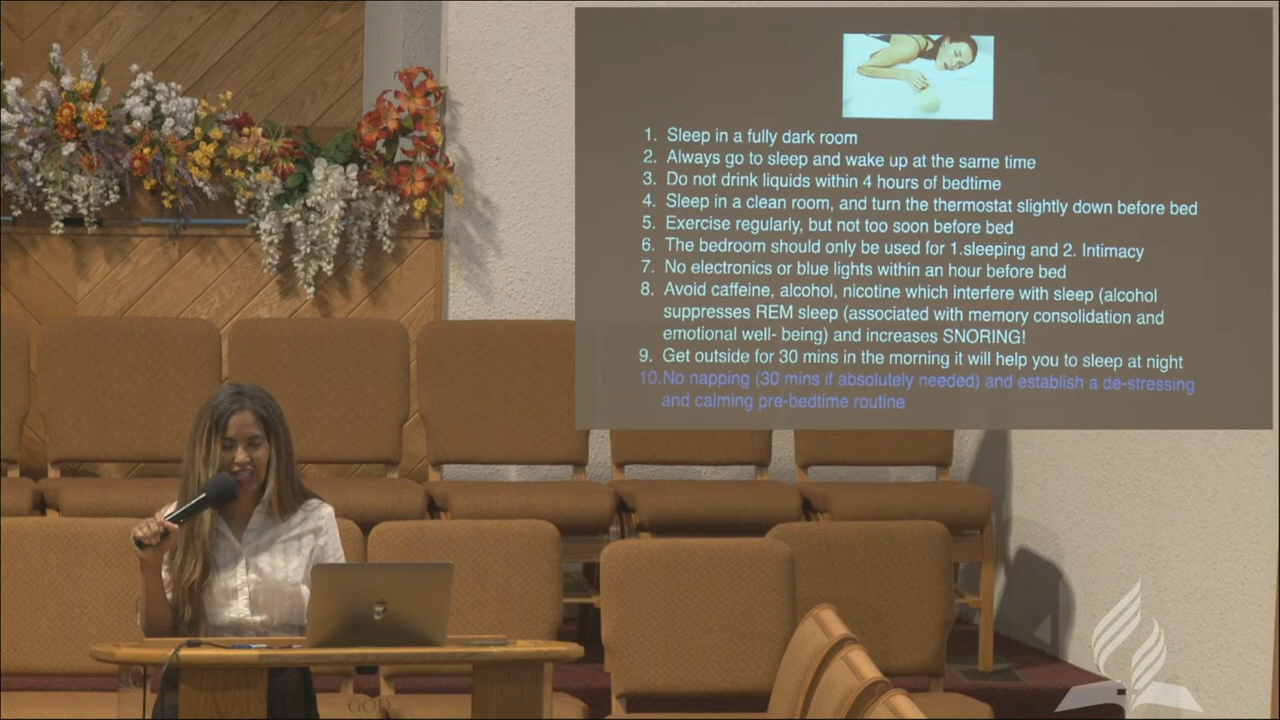 1. Sleep in a fully dark room
2. Always go to sleep and wake up at the same time
3. Do not drink liquids within 4 hours of bedtime
4. Sleep in a clean room, and turn the thermostat slightly down before bed
5. Exercise regularly, but not too soon before bed
6. The bedroom should only be used for 1.sleeping and 2. Intimacy
7. No electronics or blue lights within an hour before bed
8. Avoid caffeine, alcohol, nicotine which interfere with sleep (alcohol
suppresses REM sleep (associated with memory consolidation and
emotional well- being) and increases SNORING!
9. Get outside for 30 mins in the morning it will help you to sleep at night
10.No napping (30 mins if absolutely needed) and establish a de-stressing
and calming pre-bedtime routine
GOD